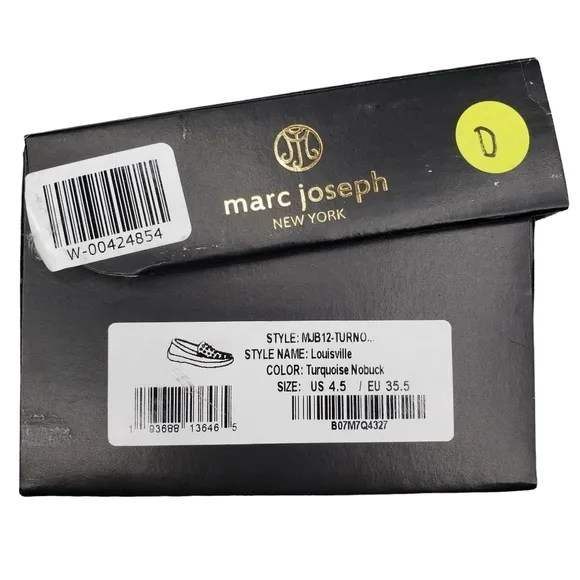 D
marc joseph
NEW YORK
W-00424854
STYLE: MJB12-TURNO...
STYLE NAME: Louisville
COLOR: Turquoise Nobuck
SIZE: US 4.5 / EU 35.5
1 93688 13646 5
B07M7Q4327